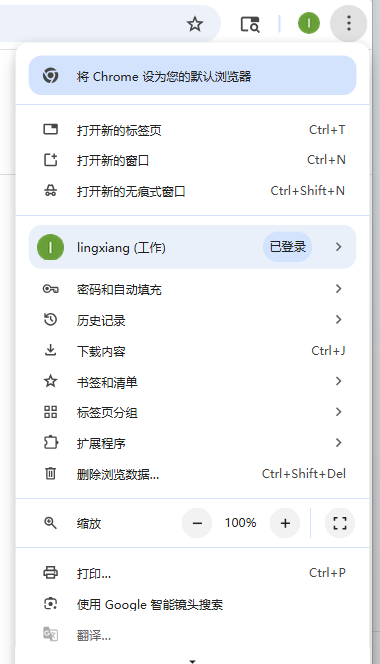 l
将 Chrome 设为您的默认浏览器
打开新的标签页 Ctrl+T
打开新的窗口 Ctrl+N
打开新的无痕式窗口 Ctrl+Shift+N
l lingxiang (工作) 已登录
密码和自动填充
历史记录
下载内容 Ctrl+J
书签和清单
标签页分组
扩展程序
删除浏览数据... Ctrl+Shift+Del
缩放 − 100% +
打印... Ctrl+P
使用 Google 智能镜头搜索
翻译...